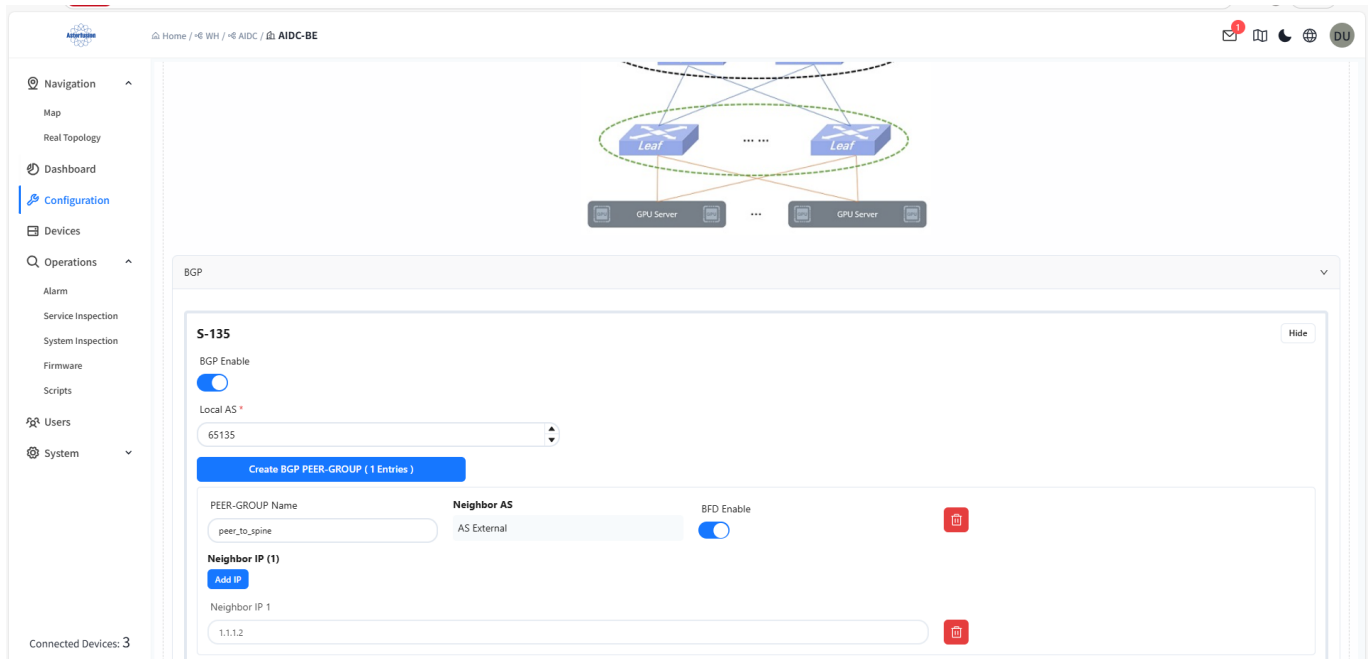 Asterfusion
Home / WH / AIDC / AIDC-BE
1
DU
Navigation
Map
Real Topology
Dashboard
Configuration
Devices
Operations
Alarm
Service Inspection
System Inspection
Firmware
Scripts
Users
System
Connected Devices: 3
Leaf
... ...
Leaf
GPU Server
...
GPU Server
BGP
S-135
Hide
BGP Enable
Local AS *
65135
Create BGP PEER-GROUP ( 1 Entries )
PEER-GROUP Name
Neighbor AS
BFD Enable
peer_to_spine
AS External
Neighbor IP (1)
Add IP
Neighbor IP 1
1.1.1.2